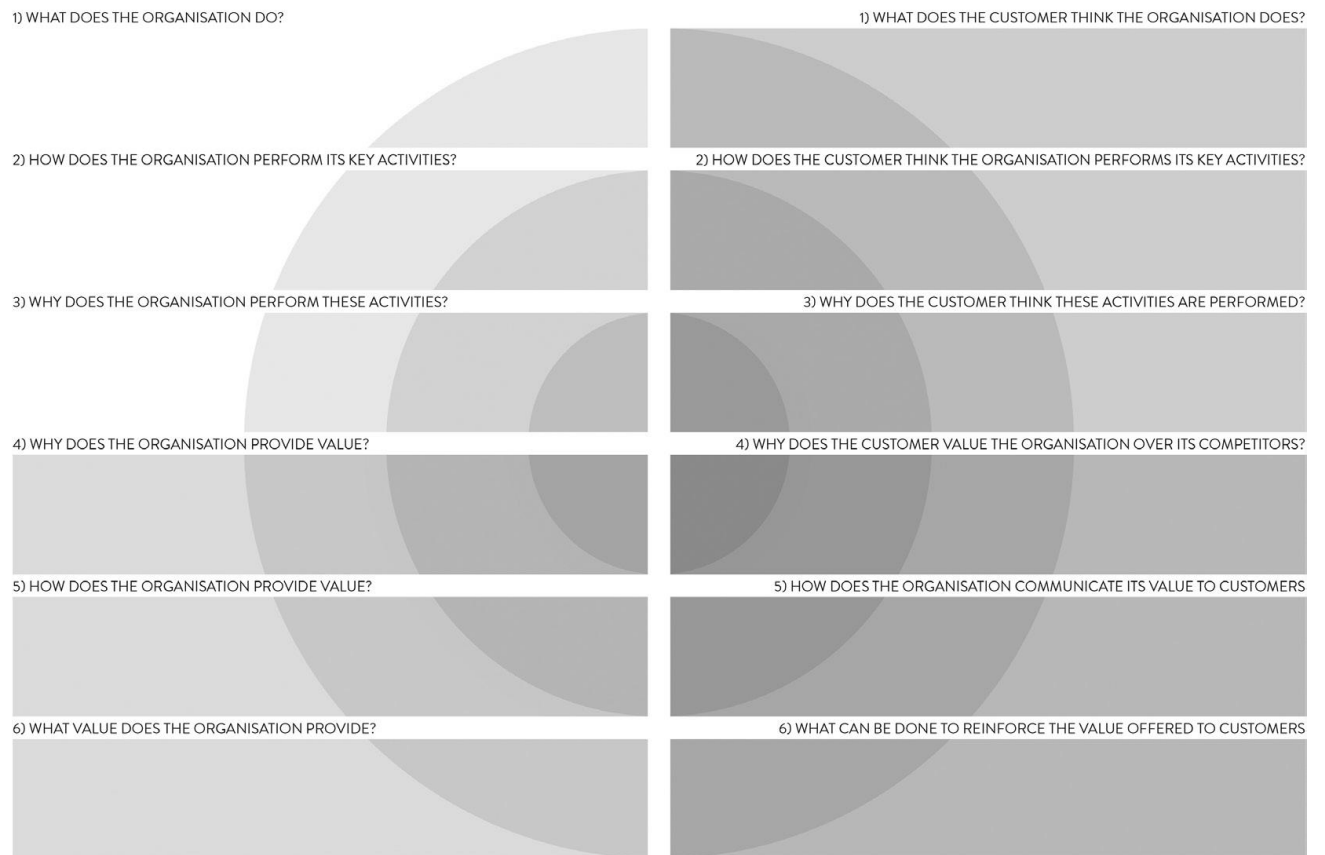 1) WHAT DOES THE ORGANISATION DO?
1) WHAT DOES THE CUSTOMER THINK THE ORGANISATION DOES?
2) HOW DOES THE ORGANISATION PERFORM ITS KEY ACTIVITIES?
2) HOW DOES THE CUSTOMER THINK THE ORGANISATION PERFORMS ITS KEY ACTIVITIES?
3) WHY DOES THE ORGANISATION PERFORM THESE ACTIVITIES?
3) WHY DOES THE CUSTOMER THINK THESE ACTIVITIES ARE PERFORMED?
4) WHY DOES THE ORGANISATION PROVIDE VALUE?
4) WHY DOES THE CUSTOMER VALUE THE ORGANISATION OVER ITS COMPETITORS?
5) HOW DOES THE ORGANISATION PROVIDE VALUE?
5) HOW DOES THE ORGANISATION COMMUNICATE ITS VALUE TO CUSTOMERS
6) WHAT VALUE DOES THE ORGANISATION PROVIDE?
6) WHAT CAN BE DONE TO REINFORCE THE VALUE OFFERED TO CUSTOMERS